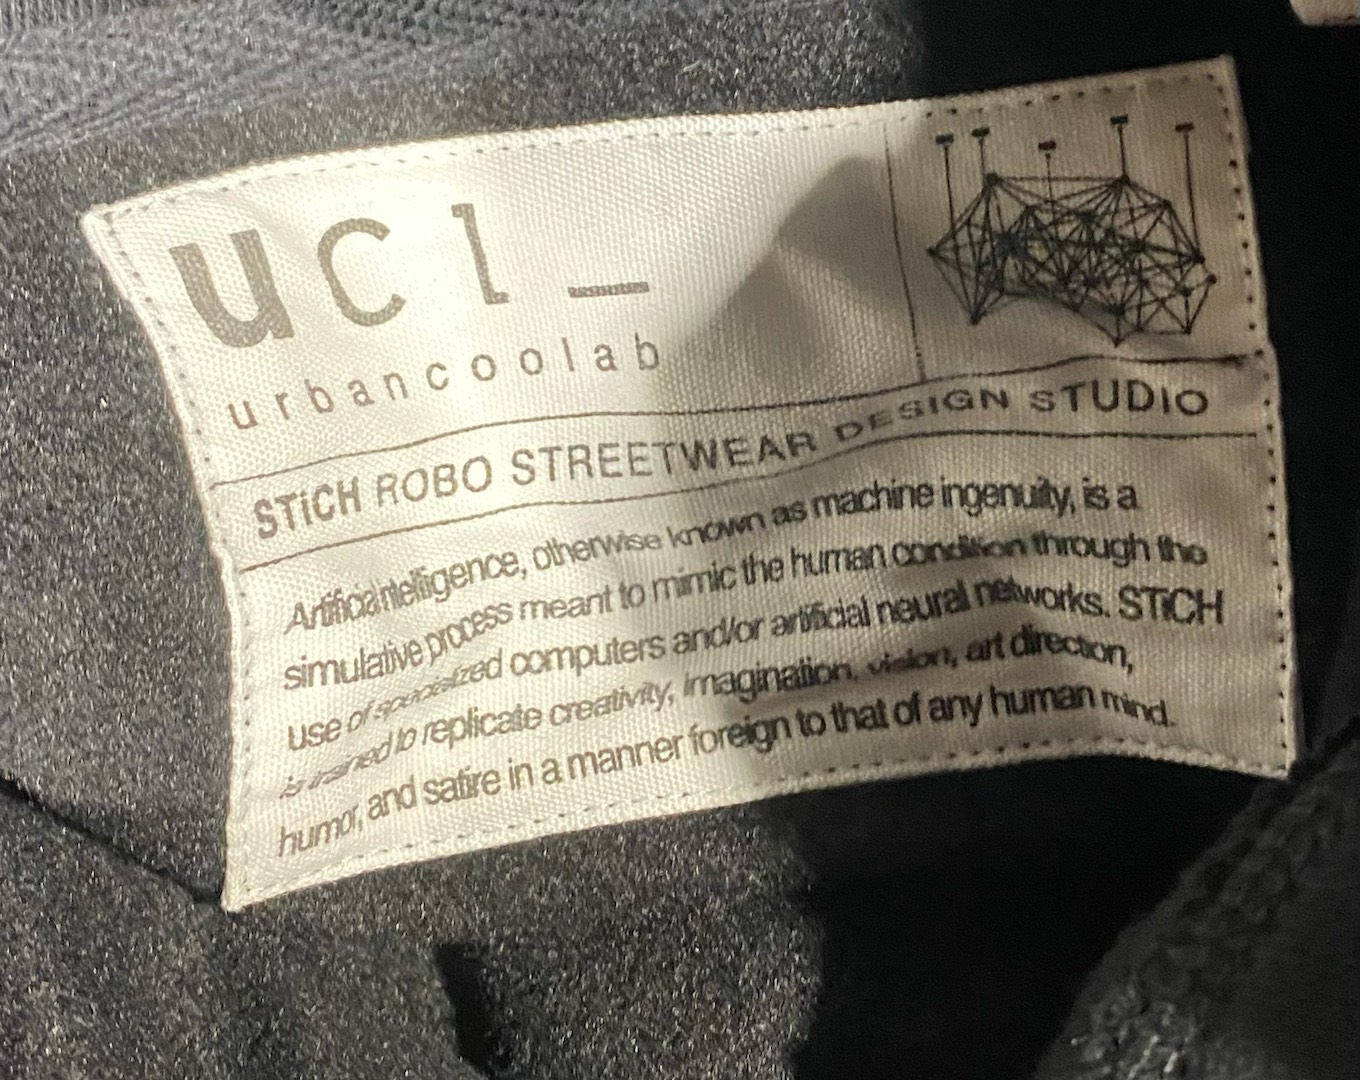 ucl_
urbancoolab
STiCH ROBO STREETWEAR DESIGN STUDIO
Artificial intelligence, otherwise known as machine ingenuity, is a
simulative process meant to mimic the human condition through the
use of specialized computers and/or artificial neural networks. STiCH
is trained to replicate creativity, imagination, vision, art direction,
humor, and satire in a manner foreign to that of any human mind.